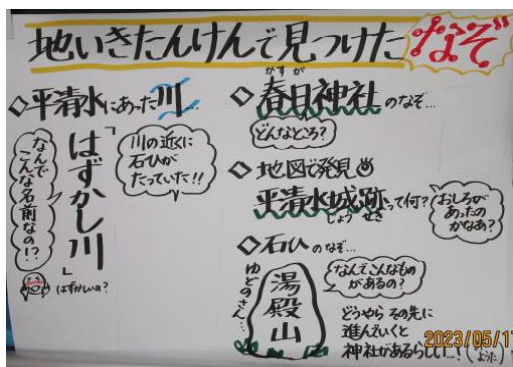 地いきたんけんで見つけたなぞ
◇平清水にあった川
「はずかし川」
なんで
こんな名前なの!?
はずかしいの?
川の近くに
石ひが
たっていた!!
かすが
◇春日神社のなぞ…
どんなところ?
◇地図で発見
平清水城跡って何?
じょう せき
おしろが
あったの
かなあ?
◇石ひのなぞ…
ゆどのさん…
湯殿山
なんでこんなもの
があるの?
どうやら その先に
進んでいくと
神社があるらしい…!
2023/05/1